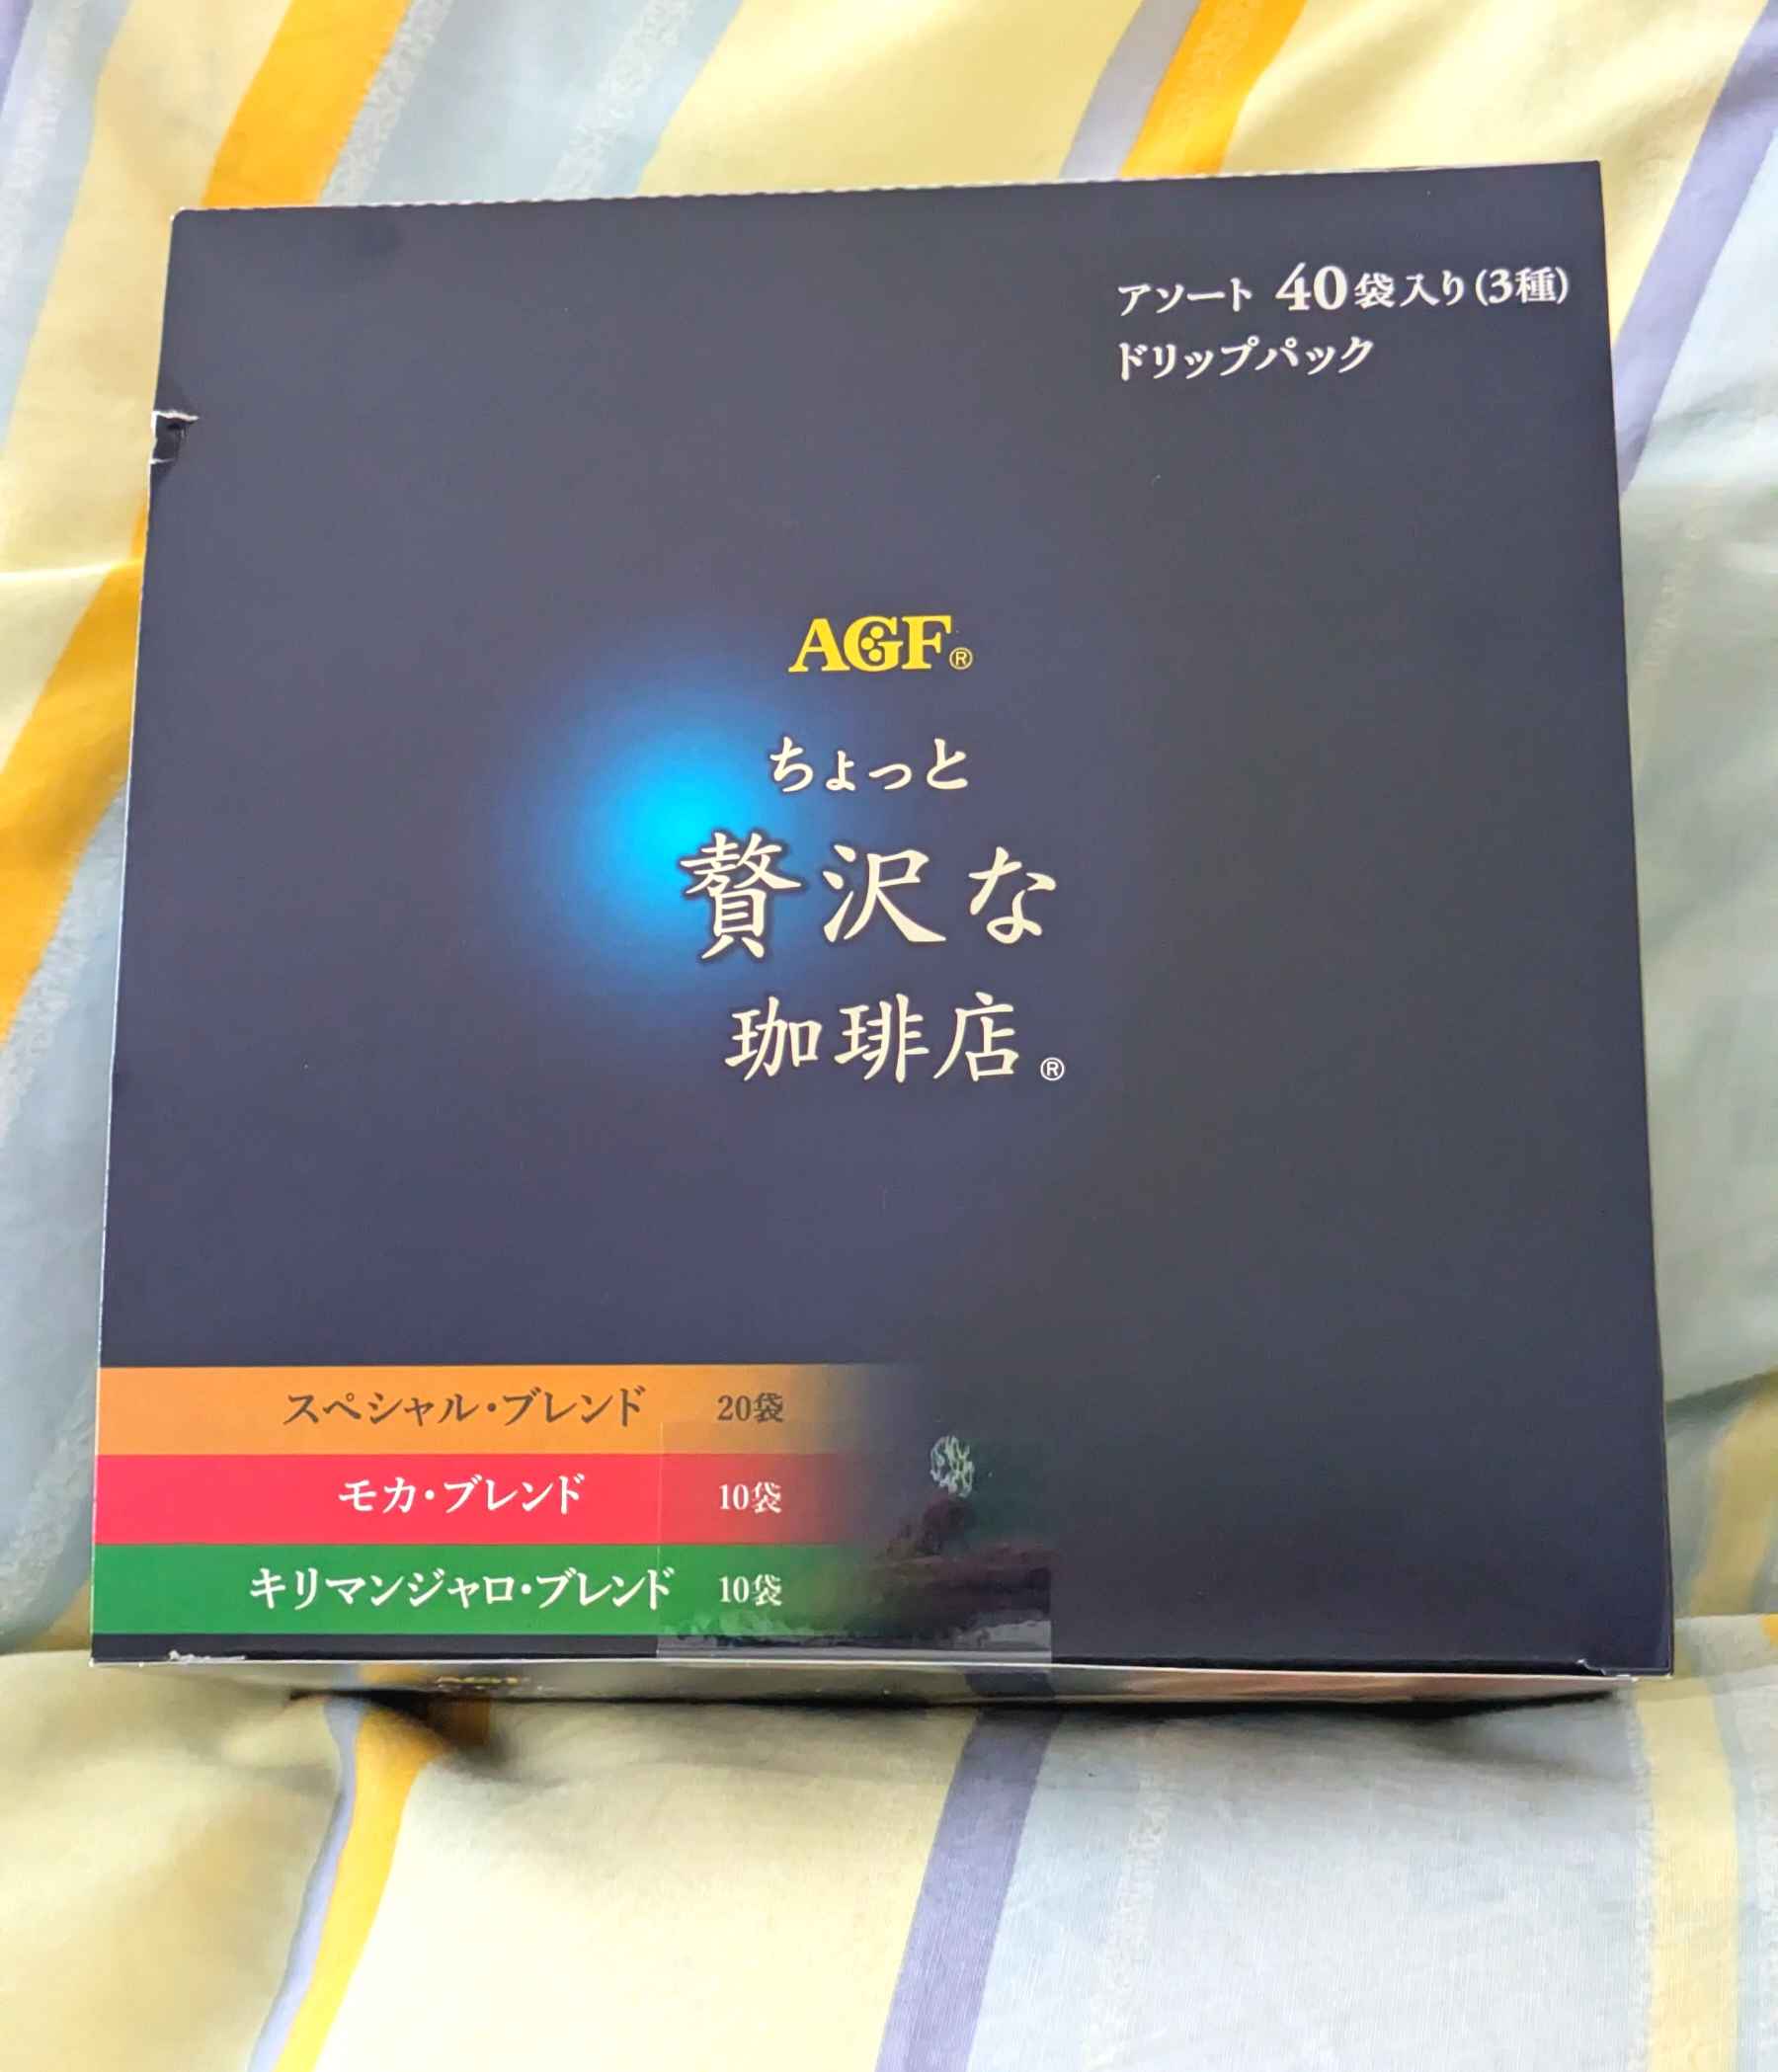 アソート 40袋入り(3種)
ドリップパック
AGF®
ちょっと
贅沢な
珈琲店®
スペシャル・ブレンド 20袋
モカ・ブレンド 10袋
キリマンジャロ・ブレンド 10袋